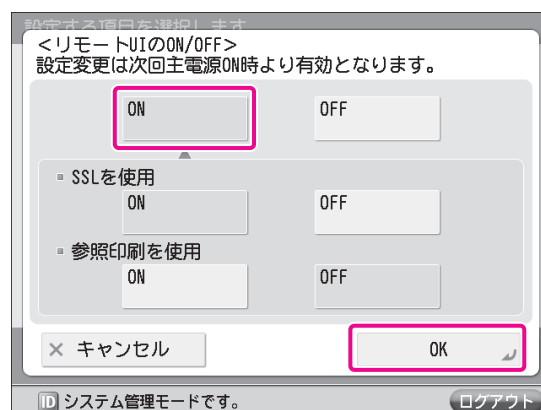 設定する項目を選択します
<リモートUIのON/OFF>
設定変更は次回主電源ON時より有効となります。
ON OFF
SSLを使用
ON OFF
参照印刷を使用
ON OFF
× キャンセル OK
ID システム管理モードです。 ログアウト